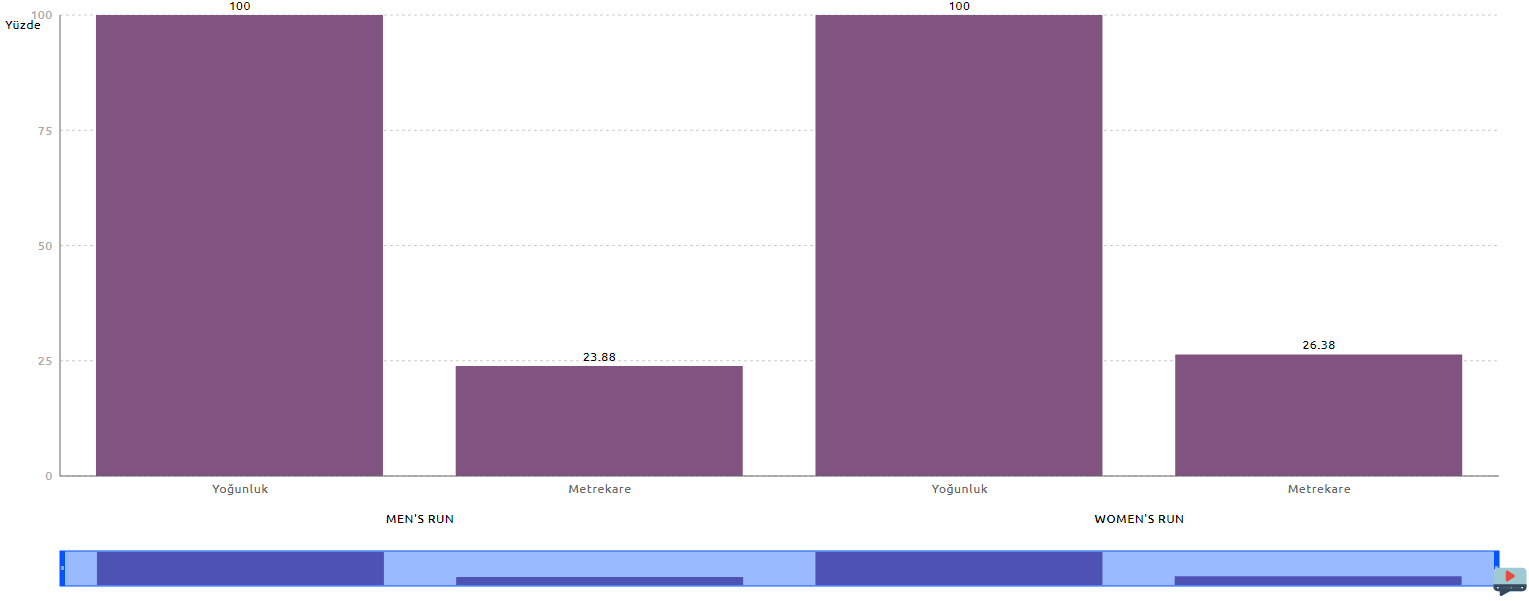 100
100
100
Yüzde
75
50
25
23.88
26.38
0
Yoğunluk
Metrekare
Yoğunluk
Metrekare
MEN'S RUN
WOMEN'S RUN